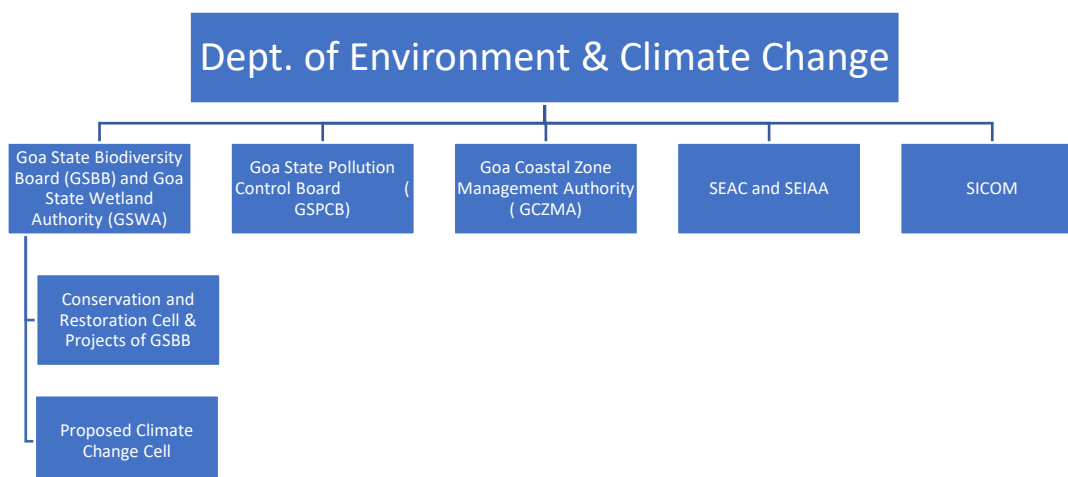 Dept. of Environment & Climate Change
Goa State Biodiversity
Board (GSBB) and Goa
State Wetland
Authority (GSWA)
Goa State Pollution
Control Board (
GSPCB)
Goa Coastal Zone
Management Authority
( GCZMA)
SEAC and SEIAA
SICOM
Conservation and
Restoration Cell &
Projects of GSBB
Proposed Climate
Change Cell